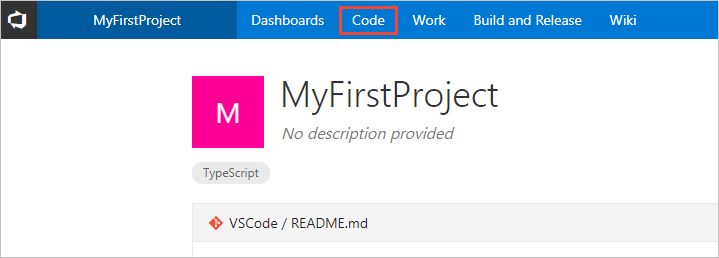 MyFirstProject Dashboards Code Work Build and Release Wiki
M
MyFirstProject
No description provided
TypeScript
VSCode / README.md